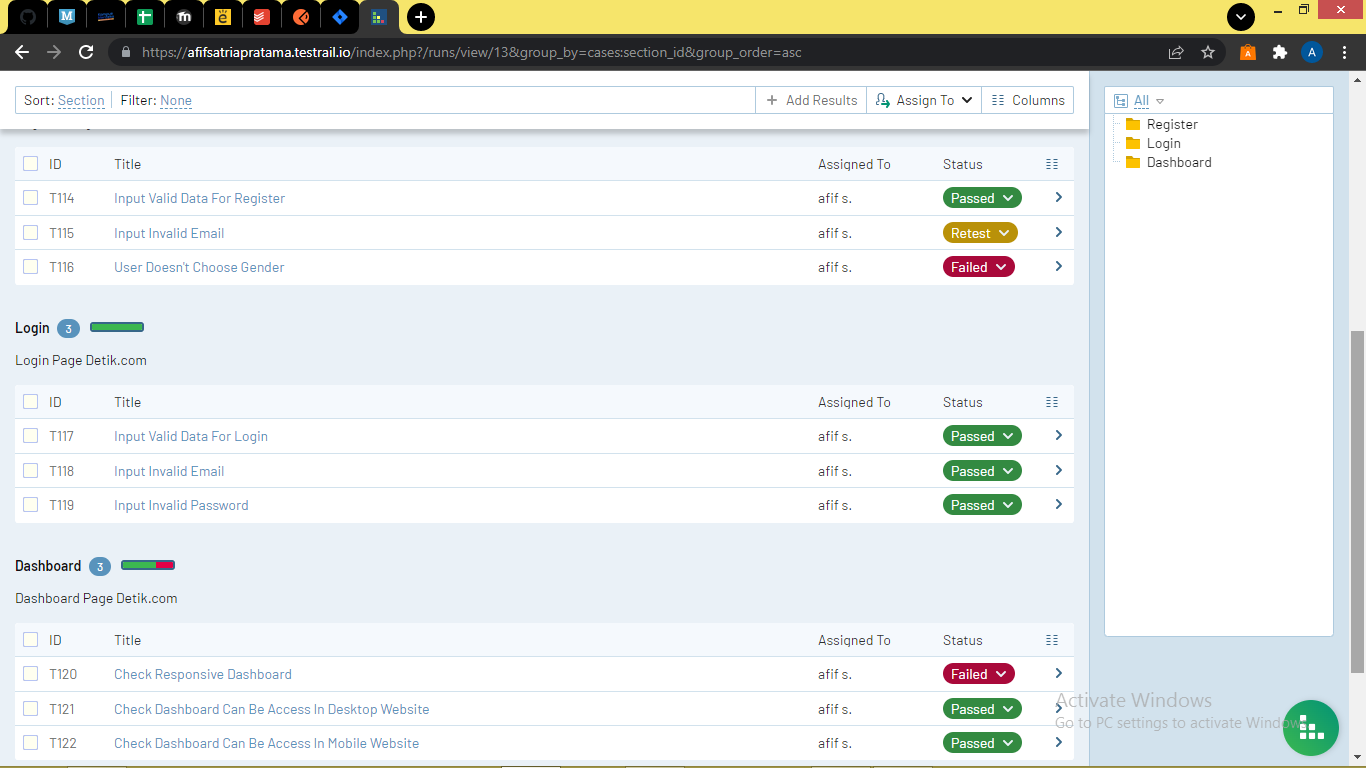 https://afifsatriapratama.testrail.io/index.php?/runs/view/13&group_by=cases:section_id&group_order=asc
A
Sort: Section Filter: None
Add Results
Assign To
Columns
All
Register
Login
Dashboard
ID Title Assigned To Status
T114 Input Valid Data For Register afif s. Passed
T115 Input Invalid Email afif s. Retest
T116 User Doesn't Choose Gender afif s. Failed
Login 3
Login Page Detik.com
ID Title Assigned To Status
T117 Input Valid Data For Login afif s. Passed
T118 Input Invalid Email afif s. Passed
T119 Input Invalid Password afif s. Passed
Dashboard 3
Dashboard Page Detik.com
ID Title Assigned To Status
T120 Check Responsive Dashboard afif s. Failed
T121 Check Dashboard Can Be Access In Desktop Website afif s. Passed
T122 Check Dashboard Can Be Access In Mobile Website afif s. Passed
Activate Windows
Go to PC settings to activate Windows.